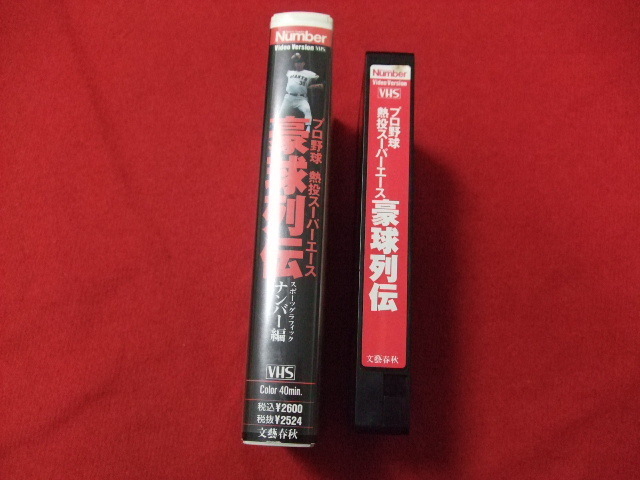 Number
Video Version VHS
プロ野球 熱投スーパーエース
豪球列伝
スポーツグラフィック
ナンバー編
VHS
Color 40min.
税込¥2600
税抜¥2524
文藝春秋
Number
Video Version
VHS
プロ野球
熱投スーパーエース
豪球列伝
文藝春秋